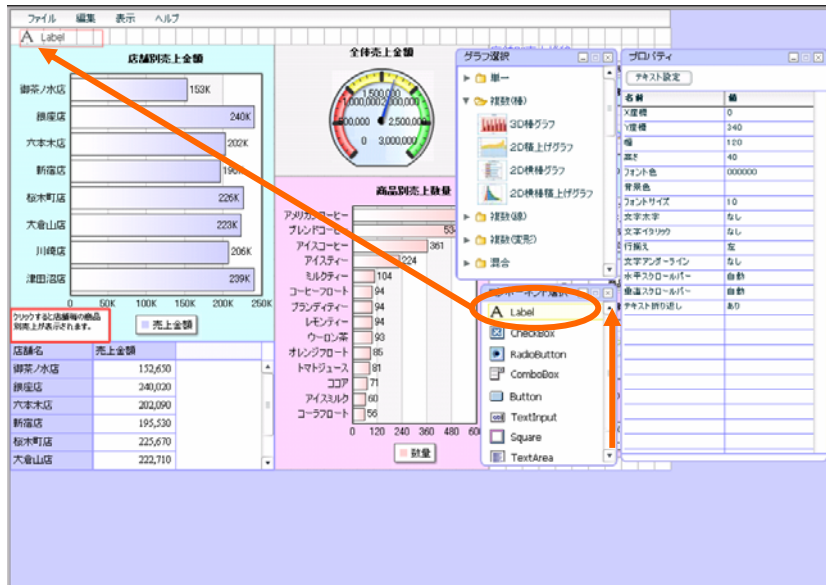 ファイル 編集 表示 ヘルプ
Label
店舗別売上金額
御茶ノ水店 153K
銀座店 240K
六本木店 202K
新宿店
桜木町店 226K
大倉山店 223K
川崎店 206K
津田沼店 239K
0 50K 100K 150K 200K 250K
売上金額
クリックすると店舗毎の商品
別売上が表示されます。
店舗名 売上金額
御茶ノ水店 152,650
銀座店 240,020
六本木店 202,090
新宿店 195,530
桜木町店 225,670
大倉山店 222,710
全体売上金額
1,500,000
1,000,000 2,000,000
500,000 2,500,000
0 3,000,000
商品別売上数量
アメリカンコーヒー
ブレンドコーヒー
アイスコーヒー 361
アイスティー 224
ミルクティー 104
コーヒーフロート 94
ブランディティー 94
レモンティー 94
ウーロン茶 93
オレンジフロート 85
トマトジュース 81
ココア 71
アイスミルク 60
コーラフロート 56
0 120 240 360 480
数量
グラフ選択
単一
複数(棒)
3D棒グラフ
2D積上げグラフ
2D横棒グラフ
2D横棒積上げグラフ
複数(線)
複数(変形)
混合
コンポーネント選択
Label
CheckBox
RadioButton
ComboBox
Button
TextInput
Square
TextArea
プロパティ
テキスト設定
名前 値
X座標 0
Y座標 340
幅 120
高さ 40
フォント色 000000
背景色
フォントサイズ 10
文字太字 なし
文字イタリック なし
行揃え 左
文字アンダーライン なし
水平スクロールバー 自動
垂直スクロールバー 自動
テキスト折り返し あり